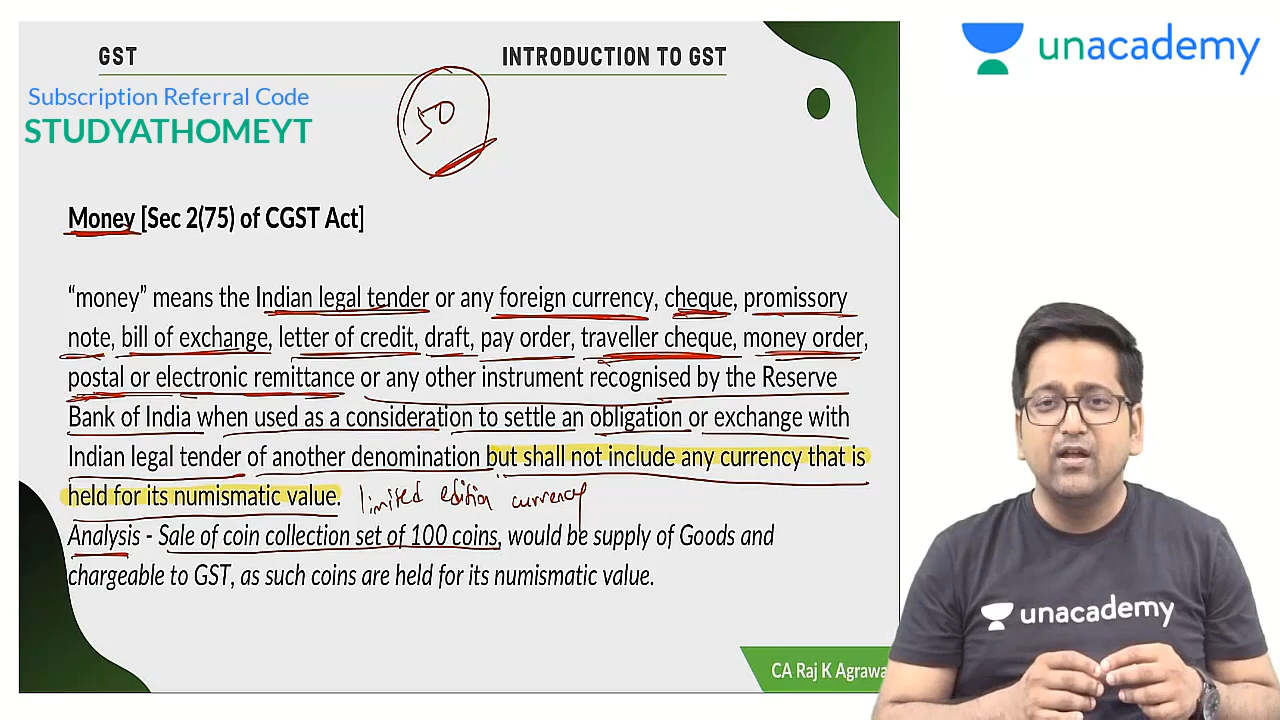 GST
INTRODUCTION TO GST
unacademy
Subscription Referral Code
STUDYATHOMEYT
50
Money [Sec 2(75) of CGST Act]
“money” means the Indian legal tender or any foreign currency, cheque, promissory
note, bill of exchange, letter of credit, draft, pay order, traveller cheque, money order,
postal or electronic remittance or any other instrument recognised by the Reserve
Bank of India when used as a consideration to settle an obligation or exchange with
Indian legal tender of another denomination but shall not include any currency that is
held for its numismatic value. limited edition currency
Analysis - Sale of coin collection set of 100 coins, would be supply of Goods and
chargeable to GST, as such coins are held for its numismatic value.
unacademy
CA Raj K Agrawa